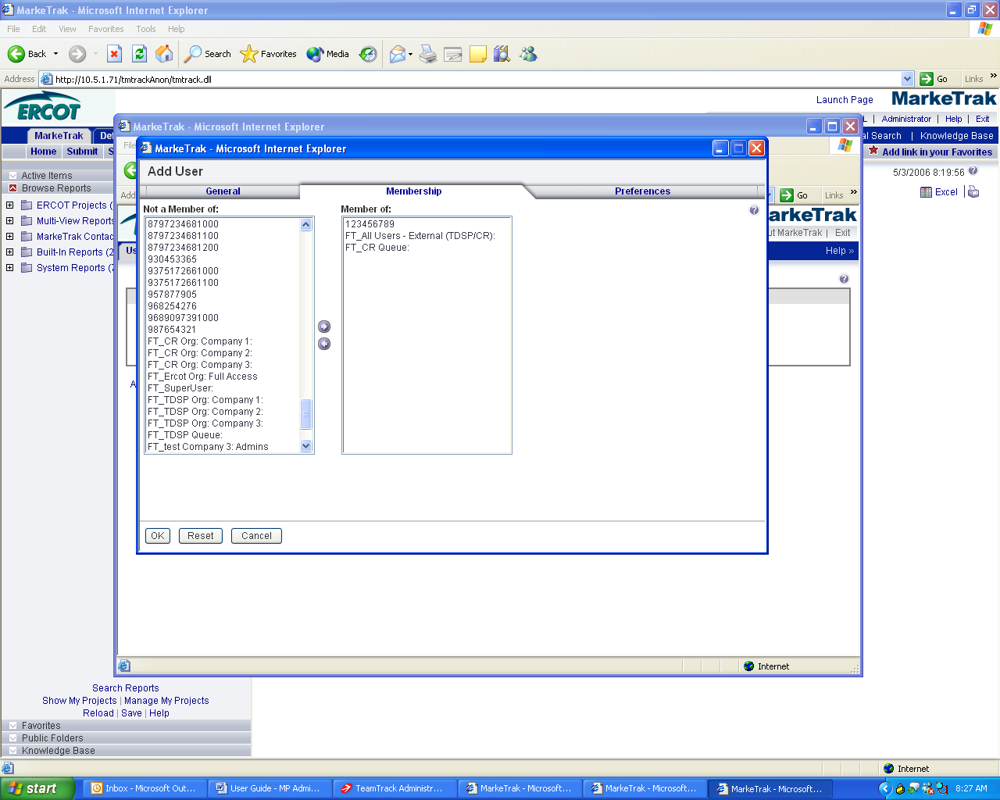 MarkeTrak - Microsoft Internet Explorer
File Edit View Favorites Tools Help
Back Search Favorites Media
Address http://10.5.1.71/tmtrackAnon/tmtrack.dll Go Links »
ERCOT
Launch Page MarkeTrak
MarkeTrak - Microsoft Internet Explorer
L | Administrator | Help | Exit
MarkeTrak De
al Search | Knowledge Base
Home Submit S
Add link in your Favorites
5/3/2006 8:19:56
Excel
Active Items
Browse Reports
ERCOT Projects (
Multi-View Reports
MarkeTrak Contac
Built-In Reports (2
System Reports (7
File
Add
Go Links »
arkeTrak
ut MarkeTrak | Exit
Us
Help »
A
MarkeTrak - Microsoft Internet Explorer
Add User
General Membership Preferences
Not a Member of:
8797234681000
8797234681100
8797234681200
930453365
9375172661000
9375172661100
957877905
968254276
9689097391000
987654321
FT_CR Org: Company 1:
FT_CR Org: Company 2:
FT_CR Org: Company 3:
FT_Ercot Org: Full Access
FT_SuperUser:
FT_TDSP Org: Company 1:
FT_TDSP Org: Company 2:
FT_TDSP Org: Company 3:
FT_TDSP Queue:
FT_test Company 3: Admins
Member of:
123456789
FT_All Users - External (TDSP/CR):
FT_CR Queue:
OK Reset Cancel
Internet
Search Reports
Show My Projects | Manage My Projects
Reload | Save | Help
Favorites
Public Folders
Knowledge Base
Internet
start
Inbox - Microsoft Out...
User Guide - MP Admi...
TeamTrack Administr...
MarkeTrak - Microsoft...
MarkeTrak - Microsoft...
MarkeTrak - Microsoft...
8:27 AM